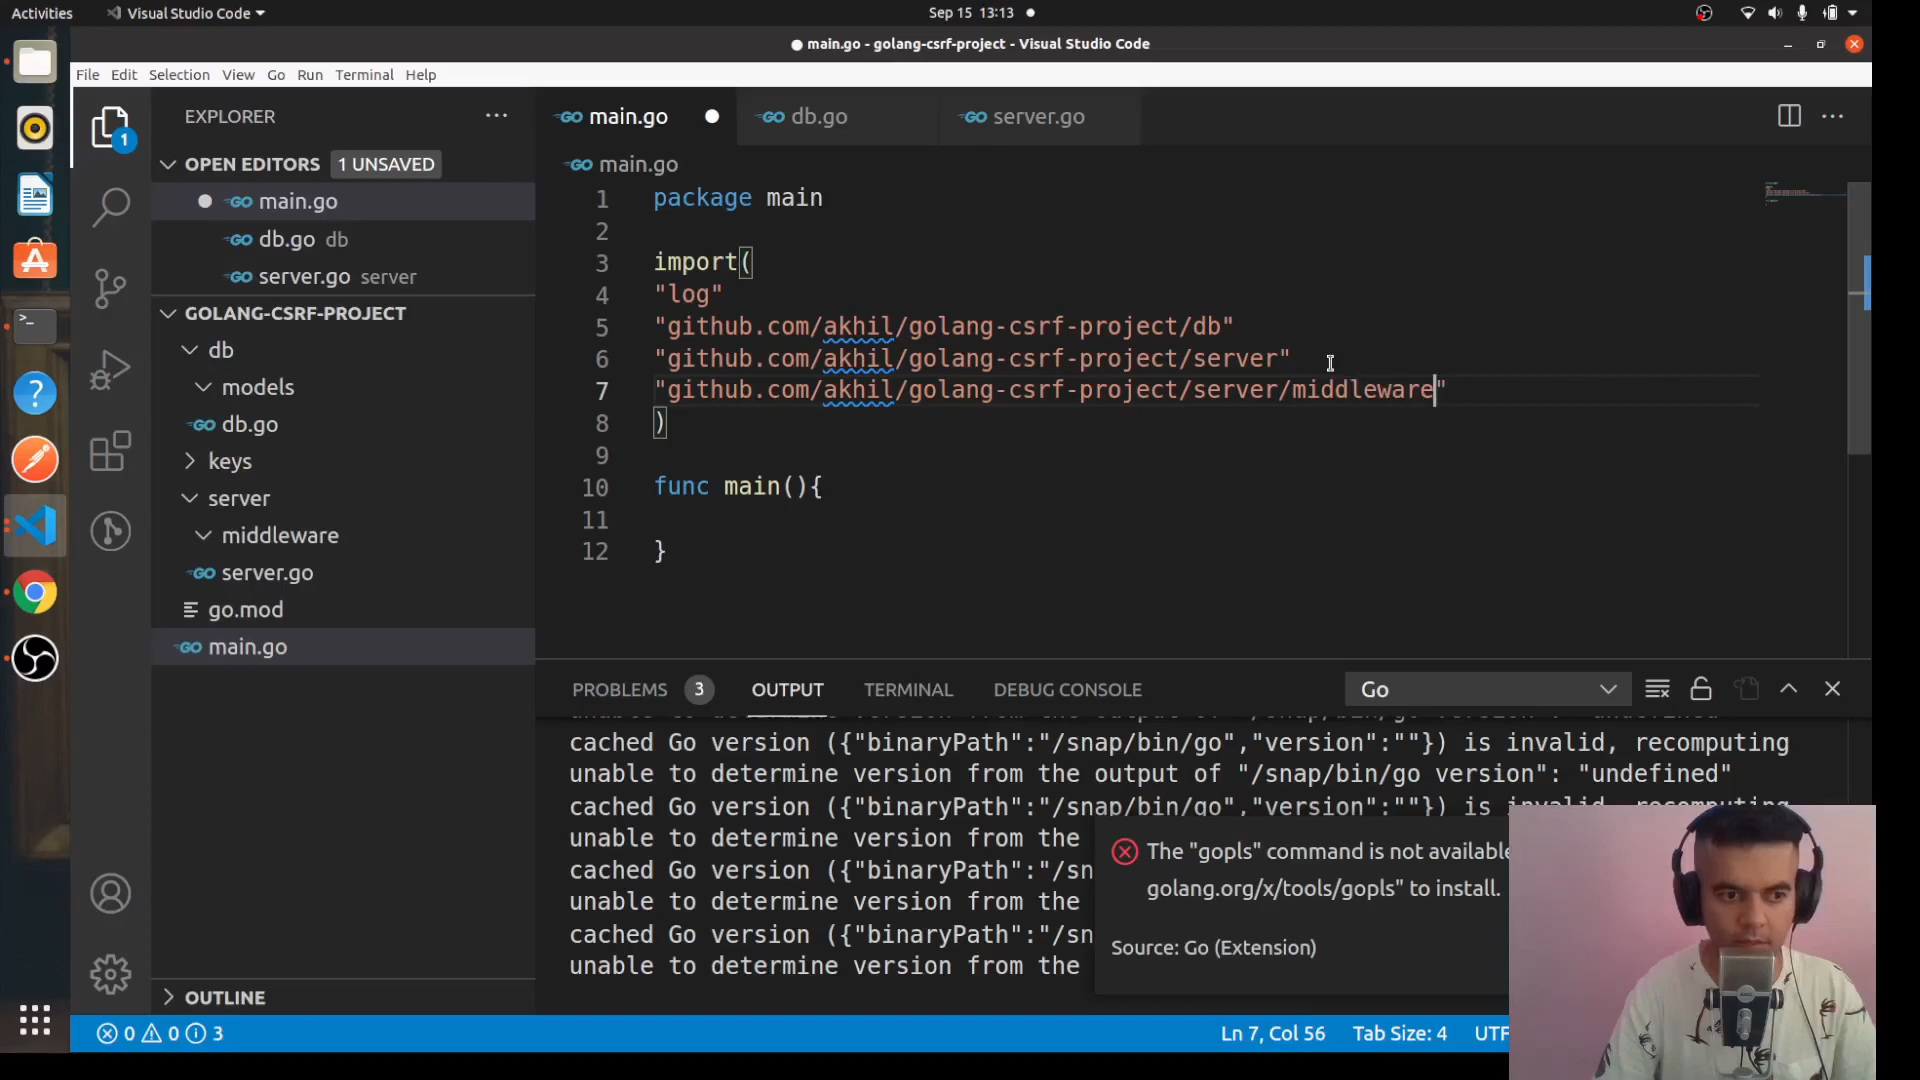 Activities
Visual Studio Code
Sep 15 13:13
main.go - golang-csrf-project - Visual Studio Code
File Edit Selection View Go Run Terminal Help
EXPLORER
main.go
db.go
server.go
1
OPEN EDITORS 1 UNSAVED
main.go
main.go
db.go db
server.go server
GOLANG-CSRF-PROJECT
db
models
db.go
keys
server
middleware
server.go
go.mod
main.go
OUTLINE
1 package main
2
3 import(
4 "log"
5 "github.com/akhil/golang-csrf-project/db"
6 "github.com/akhil/golang-csrf-project/server"
7 "github.com/akhil/golang-csrf-project/server/middleware"
8 )
9
10 func main(){
11
12 }
PROBLEMS 3 OUTPUT TERMINAL DEBUG CONSOLE
Go
cached Go version ({"binaryPath":"/snap/bin/go","version":""}) is invalid, recomputing
unable to determine version from the output of "/snap/bin/go version": "undefined"
cached Go version ({"binaryPath":"/snap/bin/go","version":""}) is invalid, recomputing
unable to determine version from the
cached Go version ({"binaryPath":"/sn
unable to determine version from the
cached Go version ({"binaryPath":"/sn
unable to determine version from the
The "gopls" command is not available
golang.org/x/tools/gopls" to install.
Source: Go (Extension)
0 0 3
Ln 7, Col 56 Tab Size: 4 UTF